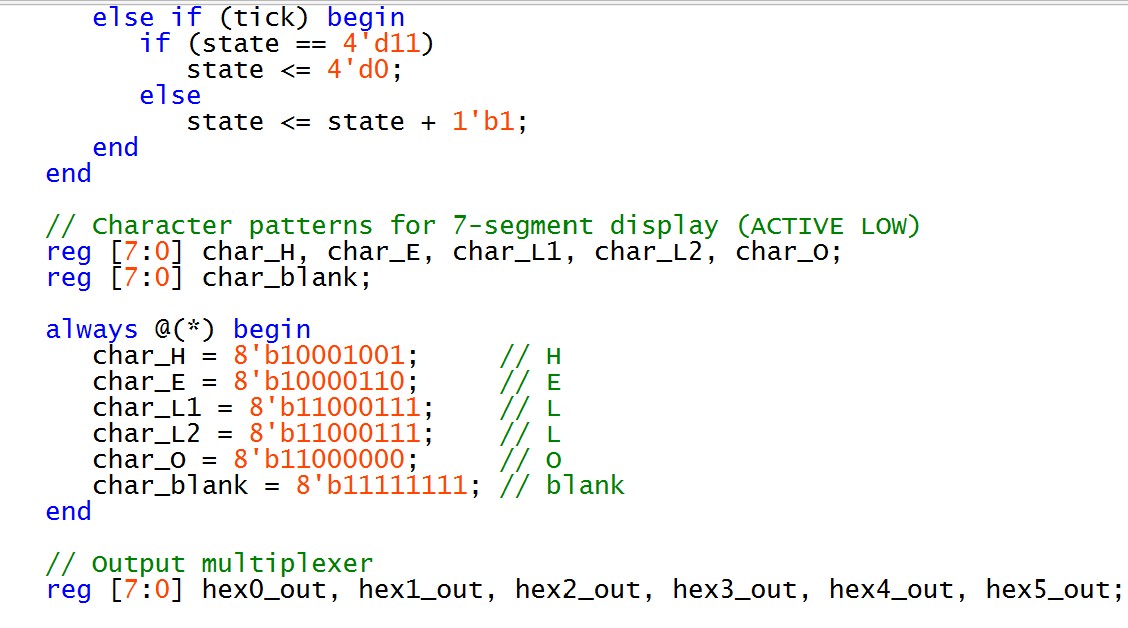 else if (tick) begin
if (state == 4'd11)
state <= 4'd0;
else
state <= state + 1'b1;
end
end
// Character patterns for 7-segment display (ACTIVE LOW)
reg [7:0] char_H, char_E, char_L1, char_L2, char_O;
reg [7:0] char_blank;
always @(*) begin
char_H = 8'b10001001; // H
char_E = 8'b10000110; // E
char_L1 = 8'b11000111; // L
char_L2 = 8'b11000111; // L
char_O = 8'b11000000; // O
char_blank = 8'b11111111; // blank
end
// Output multiplexer
reg [7:0] hex0_out, hex1_out, hex2_out, hex3_out, hex4_out, hex5_out;